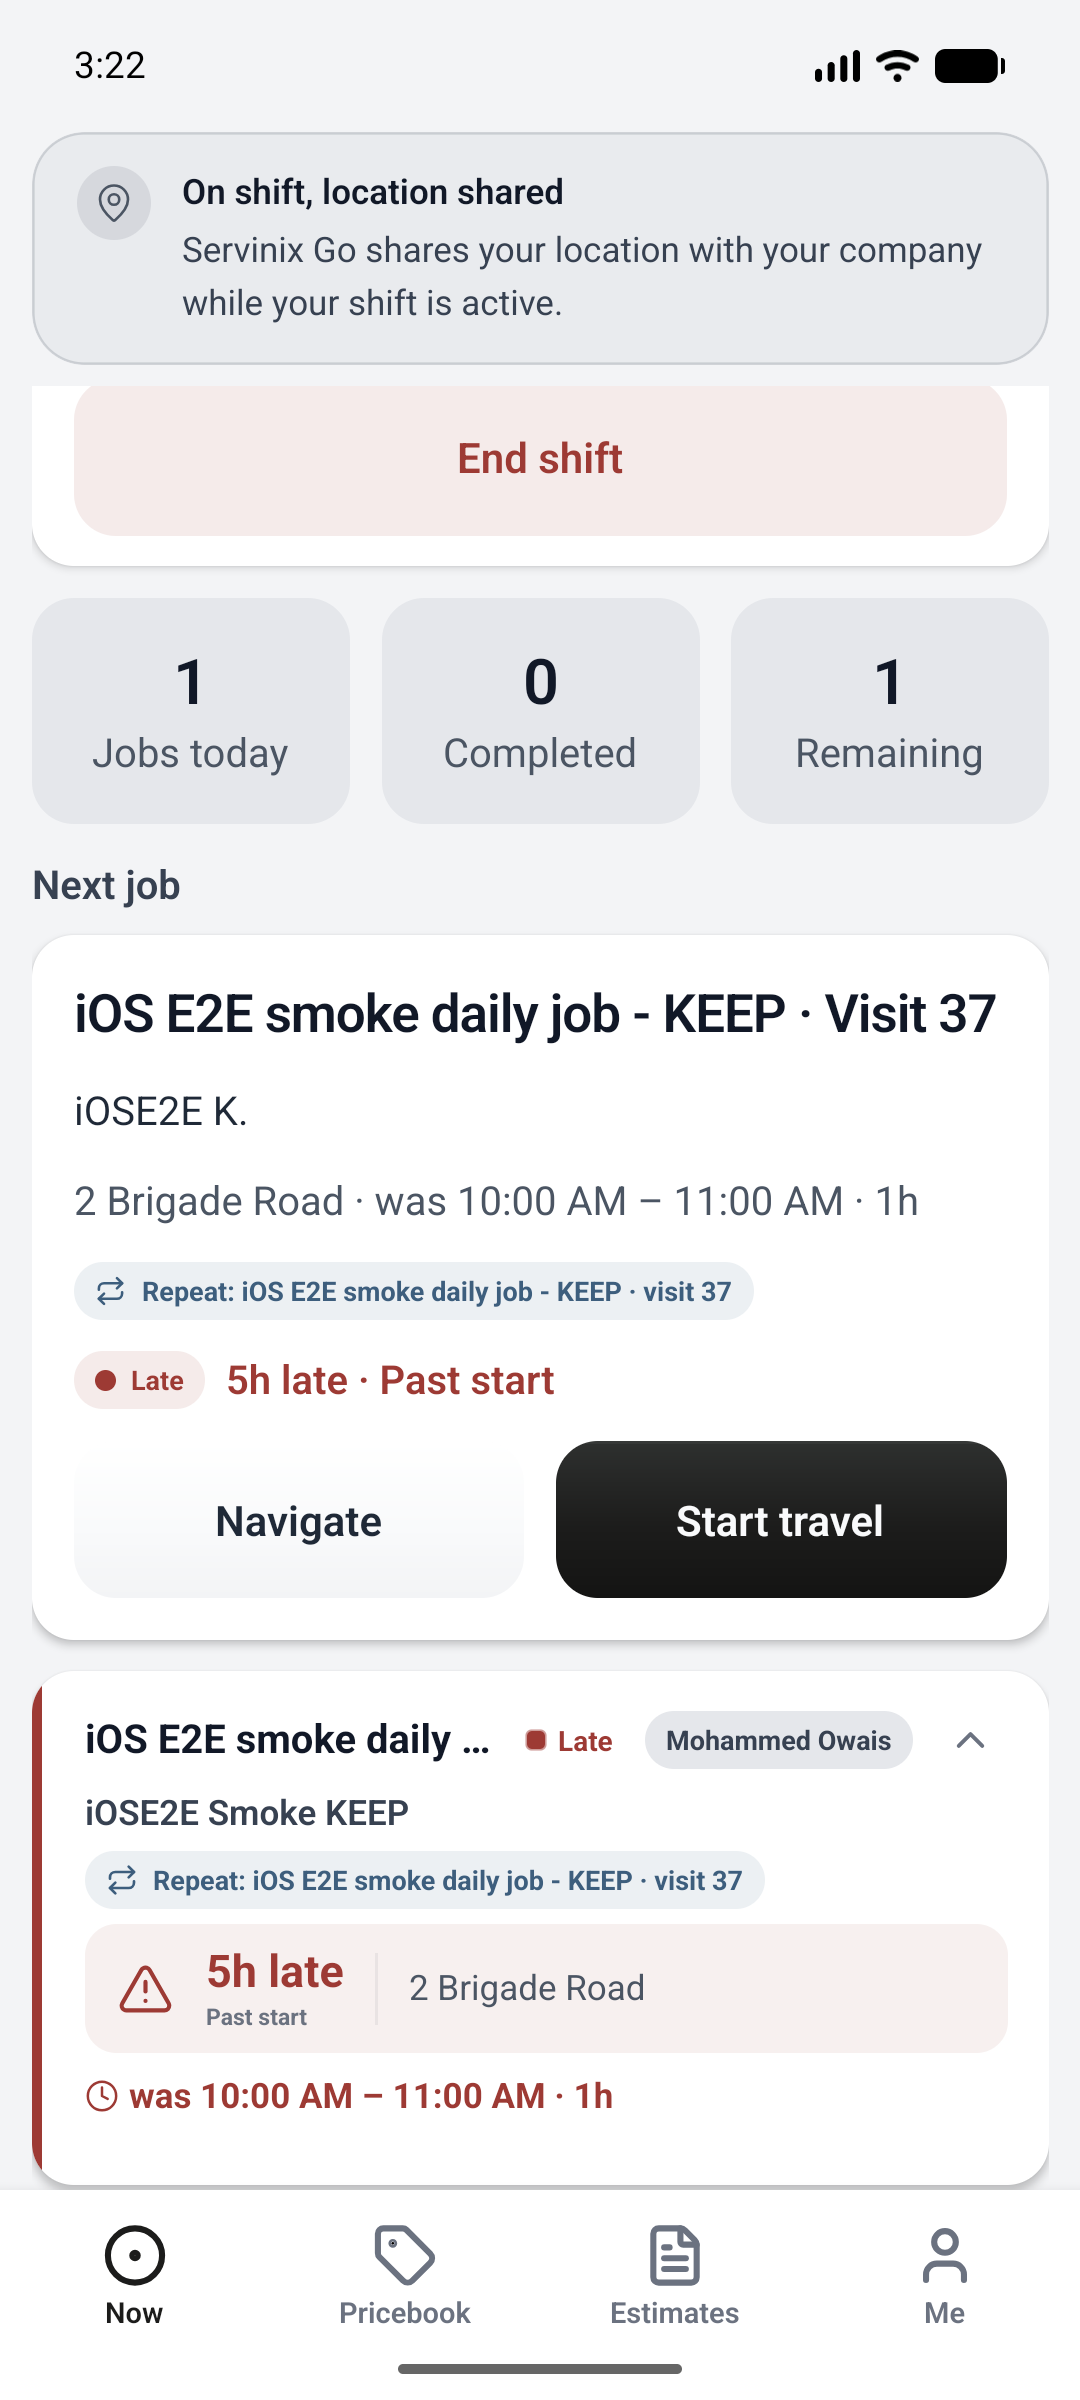 3:22
On shift, location shared
Servinix Go shares your location with your company
while your shift is active.
End shift
1
Jobs today
0
Completed
1
Remaining
Next job
iOS E2E smoke daily job - KEEP · Visit 37
iOSE2E K.
2 Brigade Road · was 10:00 AM – 11:00 AM · 1h
Repeat: iOS E2E smoke daily job - KEEP · visit 37
Late 5h late · Past start
Navigate
Start travel
iOS E2E smoke daily ... Late Mohammed Owais
iOSE2E Smoke KEEP
Repeat: iOS E2E smoke daily job - KEEP · visit 37
5h late
Past start
2 Brigade Road
was 10:00 AM – 11:00 AM · 1h
Now
Pricebook
Estimates
Me